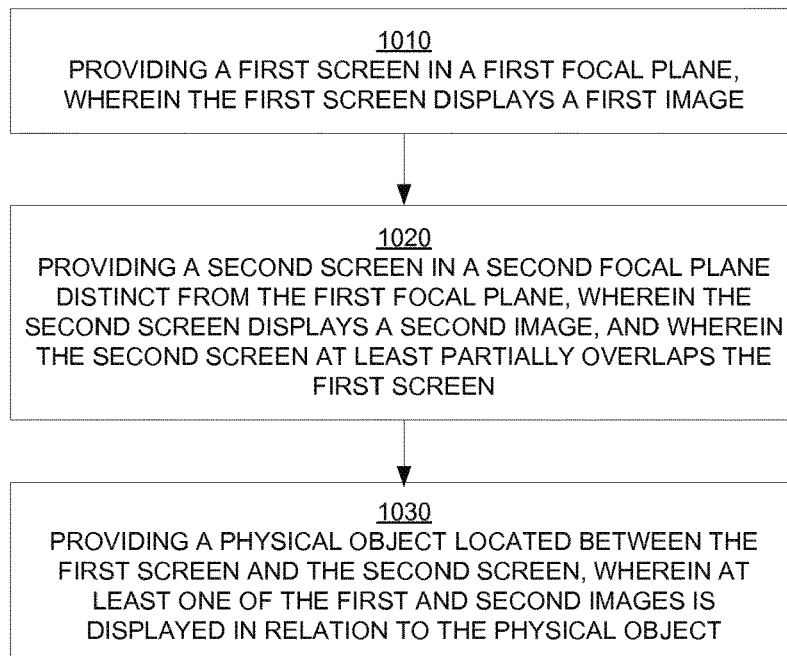 1010
PROVIDING A FIRST SCREEN IN A FIRST FOCAL PLANE,
WHEREIN THE FIRST SCREEN DISPLAYS A FIRST IMAGE
1020
PROVIDING A SECOND SCREEN IN A SECOND FOCAL PLANE
DISTINCT FROM THE FIRST FOCAL PLANE, WHEREIN THE
SECOND SCREEN DISPLAYS A SECOND IMAGE, AND WHEREIN
THE SECOND SCREEN AT LEAST PARTIALLY OVERLAPS THE
FIRST SCREEN
1030
PROVIDING A PHYSICAL OBJECT LOCATED BETWEEN THE
FIRST SCREEN AND THE SECOND SCREEN, WHEREIN AT
LEAST ONE OF THE FIRST AND SECOND IMAGES IS
DISPLAYED IN RELATION TO THE PHYSICAL OBJECT